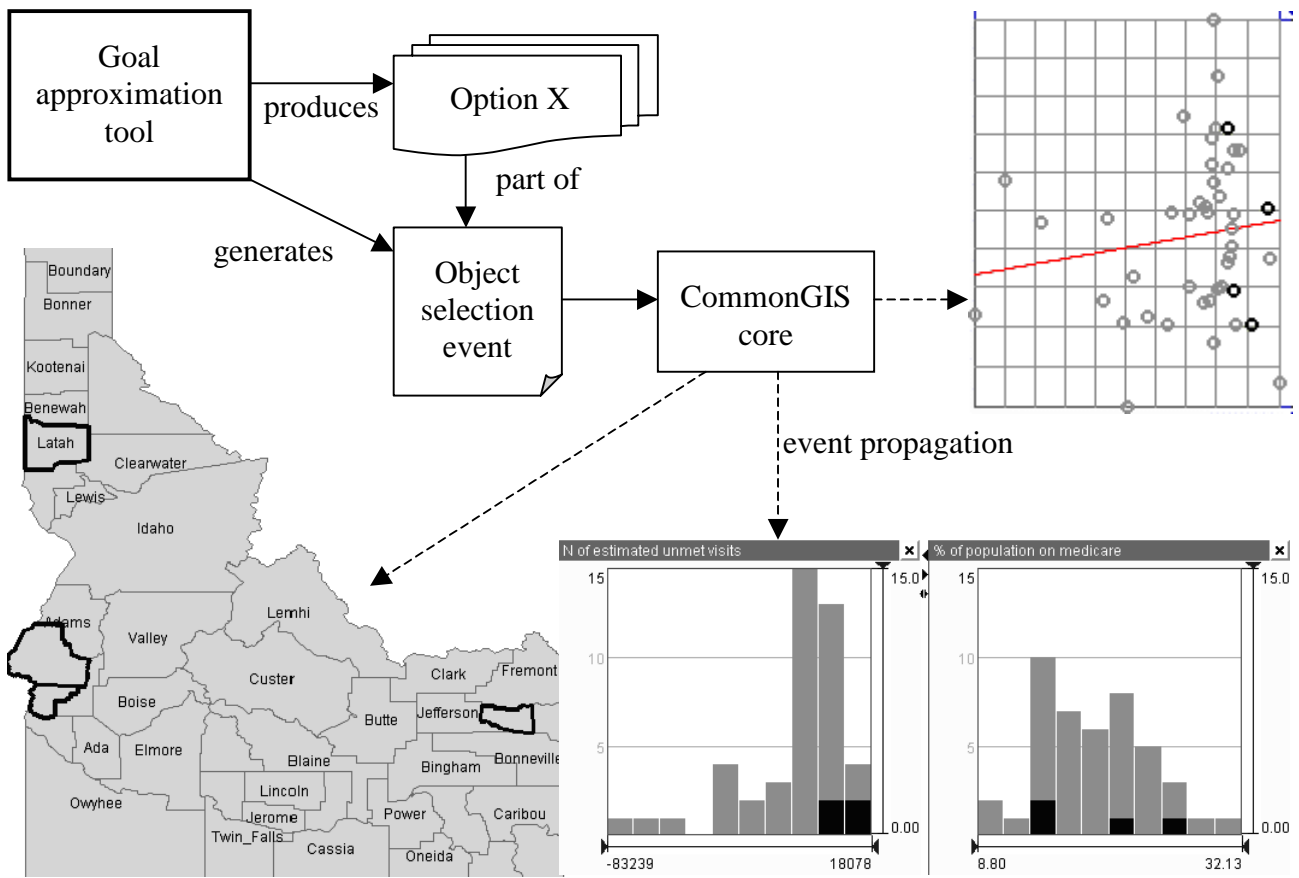 Goal
approximation
tool
produces
Option X
part of
generates
Object
selection
event
CommonGIS
core
event propagation
Boundary
Bonner
Kootenai
Benewah
Latah
Clearwater
Lewis
Idaho
Lemhi
Adams
Valley
Custer
Clark
Fremont
Boise
Butte
Jefferson
Ada
Elmore
Blaine
Bingham
Bonneville
Lincoln
Owyhee
Jerome
Power
Caribou
Twin_Falls
Cassia
Oneida
N of estimated unmet visits
15
15.0
10
5
0.00
-83239
18078
% of population on medicare
15
15.0
10
5
0.00
8.80
32.13